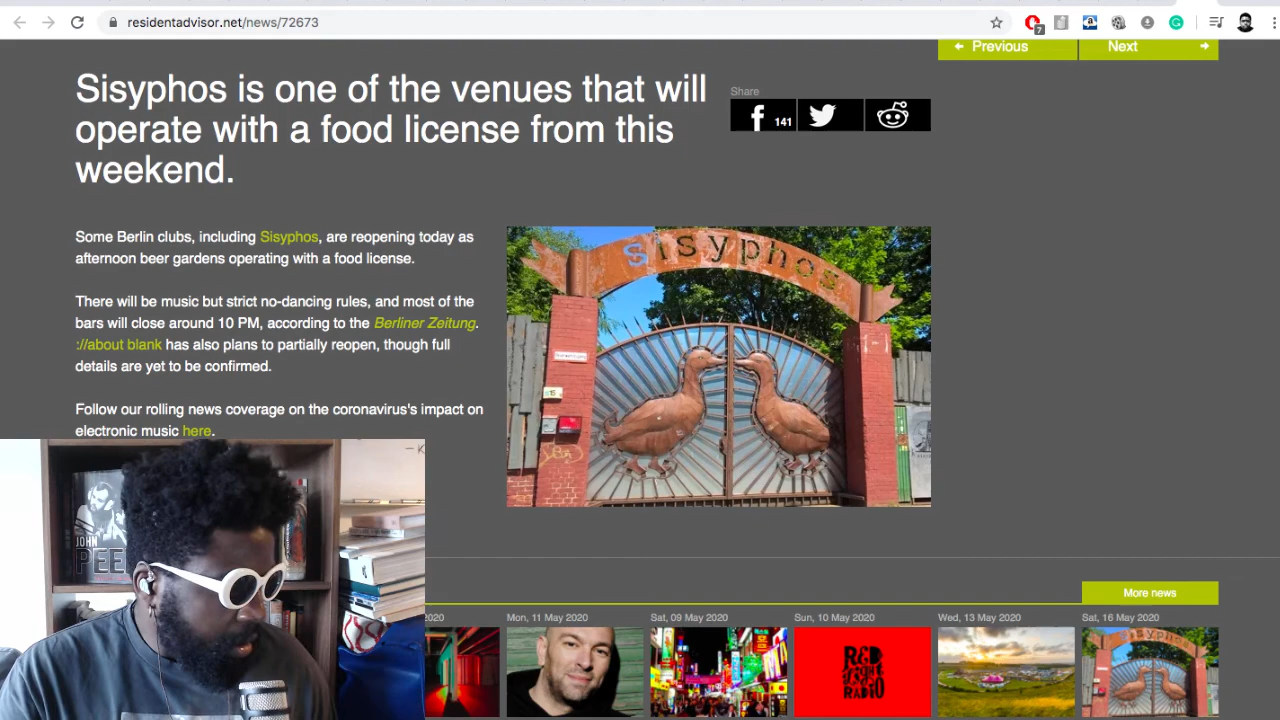 residentadvisor.net/news/72673
7
Previous
Next
Sisyphos is one of the venues that will
operate with a food license from this
weekend.
Share
141
Some Berlin clubs, including Sisyphos, are reopening today as
afternoon beer gardens operating with a food license.
There will be music but strict no-dancing rules, and most of the
bars will close around 10 PM, according to the Berliner Zeitung.
://about blank has also plans to partially reopen, though full
details are yet to be confirmed.
Follow our rolling news coverage on the coronavirus's impact on
electronic music here.
sisyphos
JOHN
PEE
More news
2020
Mon, 11 May 2020
Sat, 09 May 2020
Sun, 10 May 2020
Wed, 13 May 2020
Sat, 16 May 2020
RED
RADIO